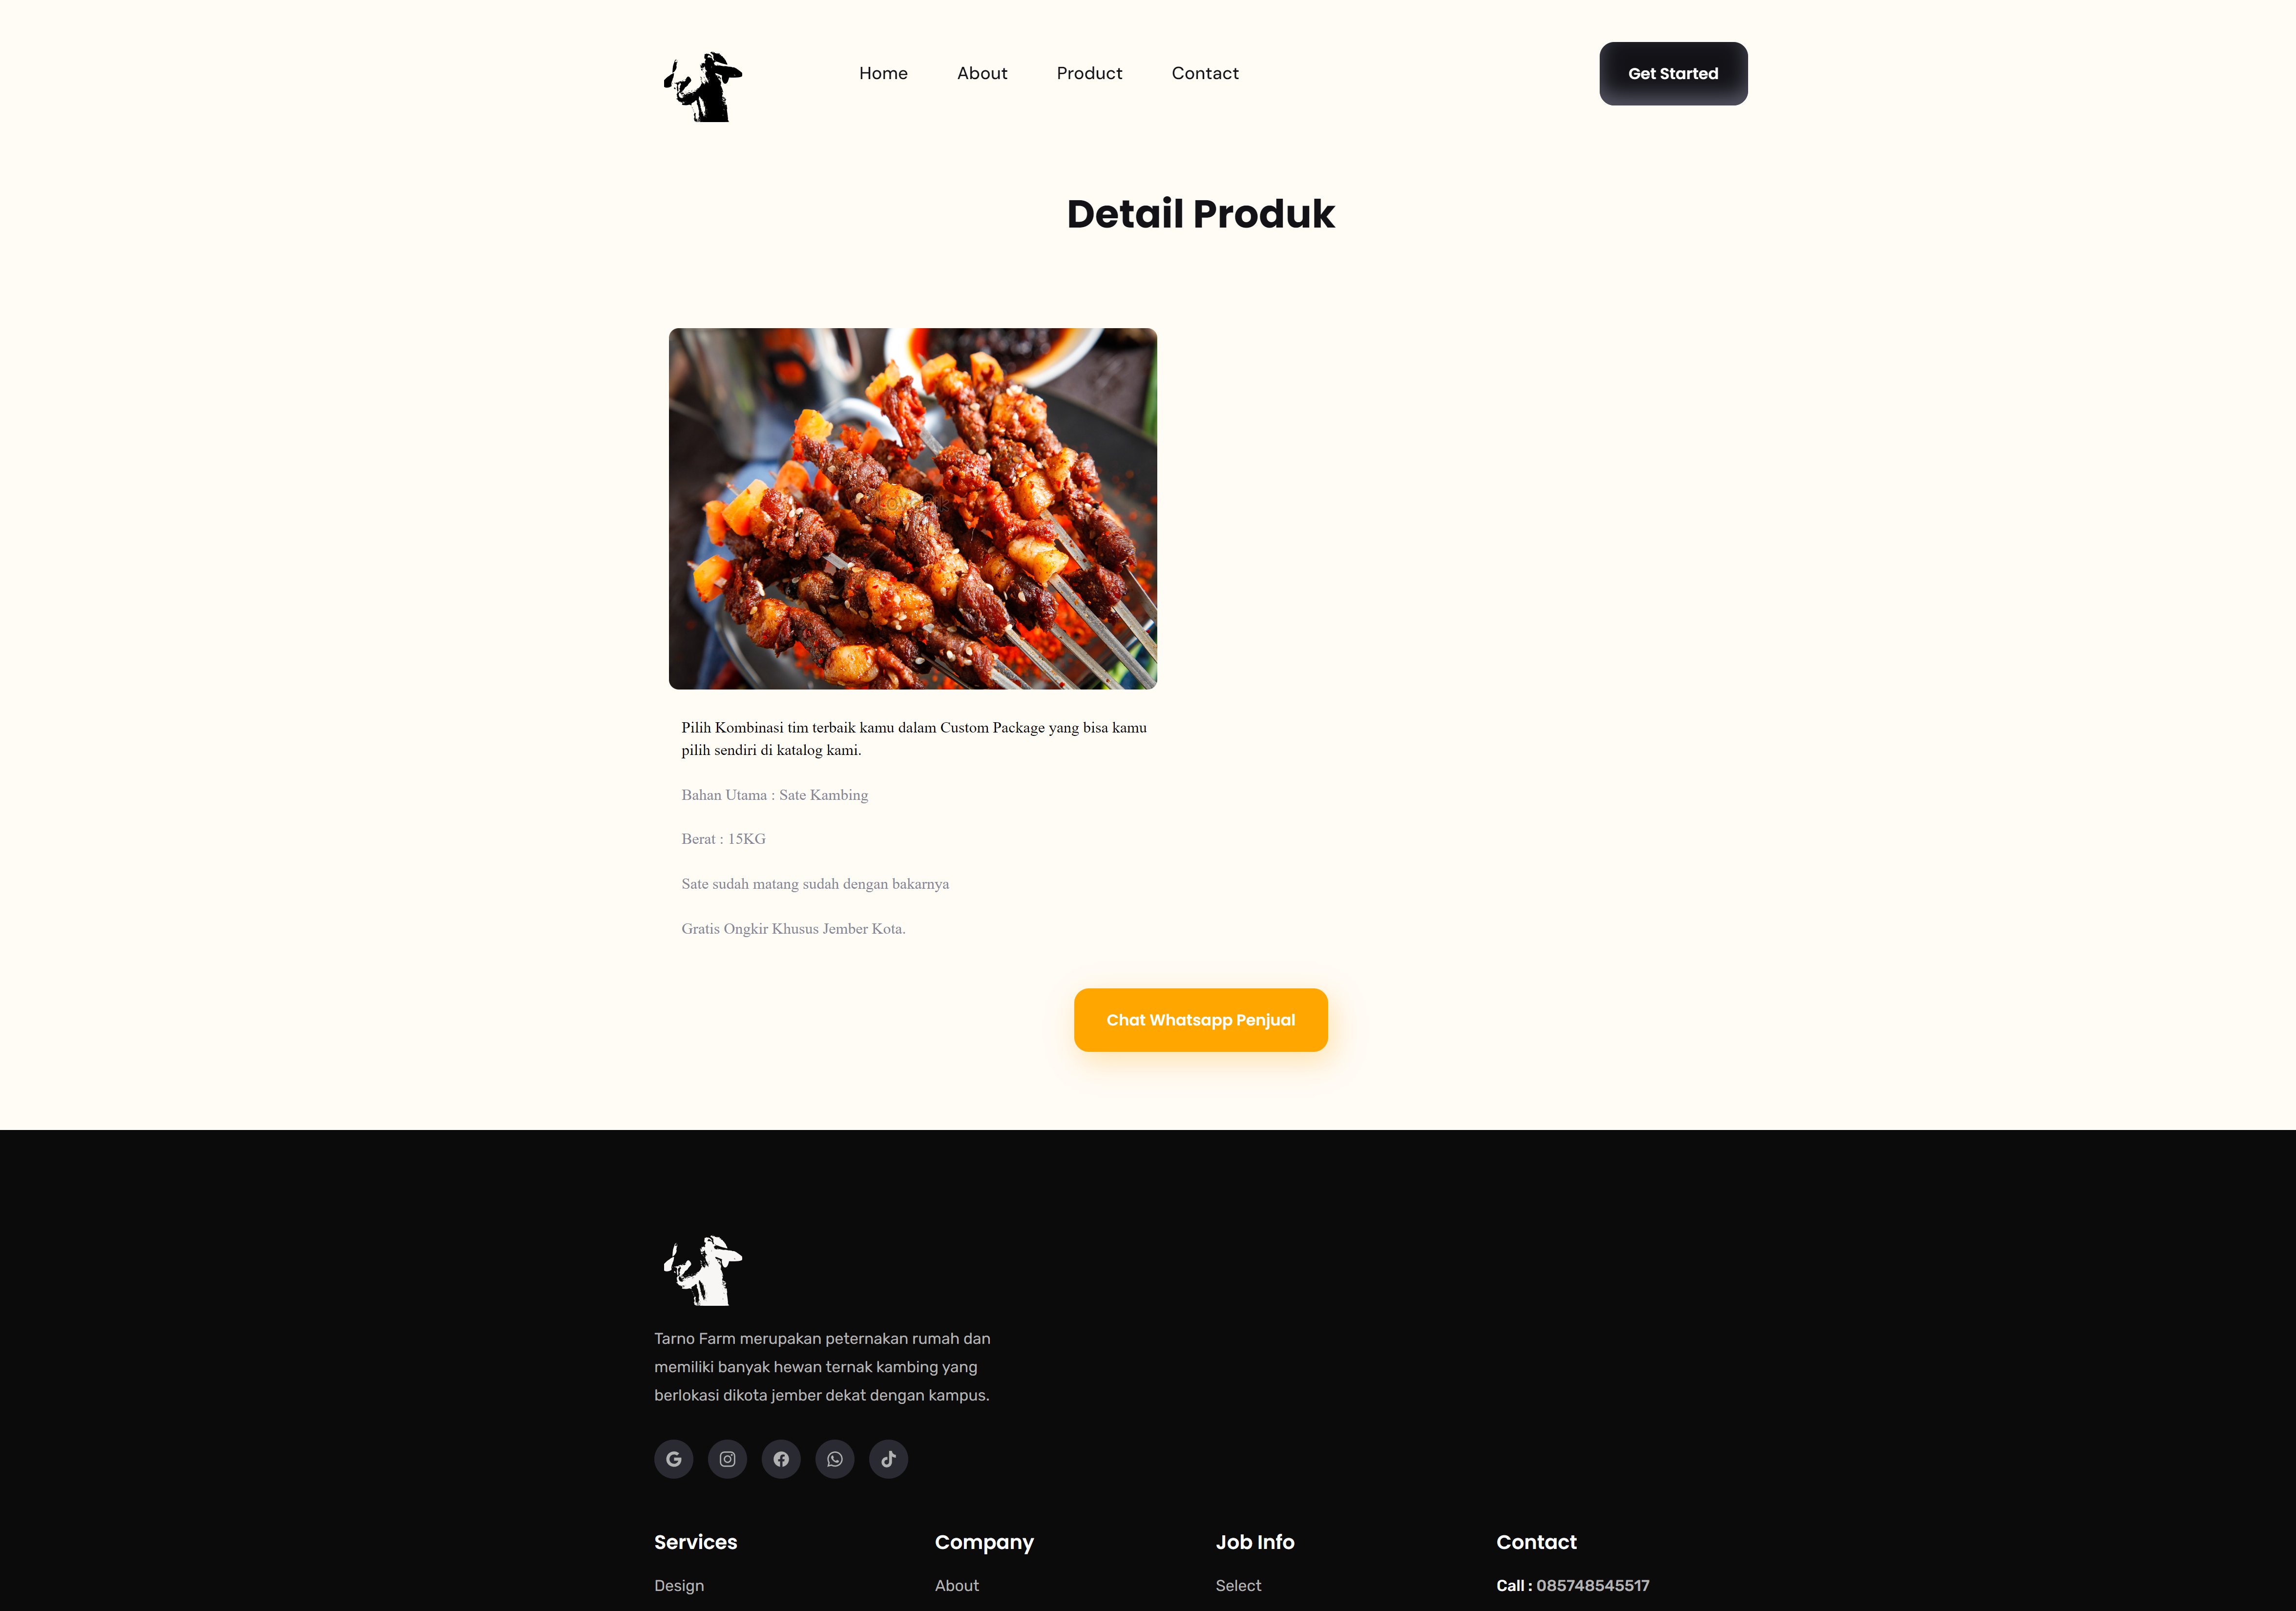 Home About Product Contact Get Started
Detail Produk
Pilih Kombinasi tim terbaik kamu dalam Custom Package yang bisa kamu
pilih sendiri di katalog kami.
Bahan Utama : Sate Kambing
Berat : 15KG
Sate sudah matang sudah dengan bakarnya
Gratis Ongkir Khusus Jember Kota.
Chat Whatsapp Penjual
Tarno Farm merupakan peternakan rumah dan
memiliki banyak hewan ternak kambing yang
berlokasi dikota jember dekat dengan kampus.
Services Company Job Info Contact
Design About Select Call : 085748545517